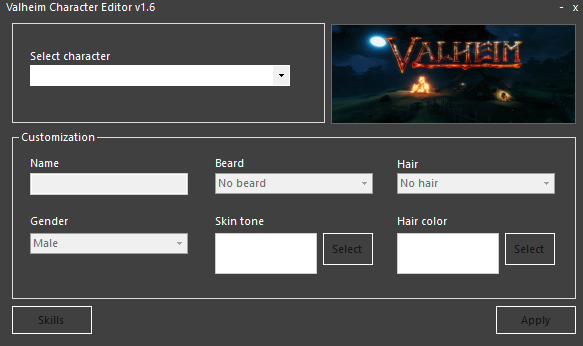 Valheim Character Editor v1.6 - x
Select character
VALHEIM
Customization
Name Beard Hair
No beard No hair
Gender Skin tone Hair color
Male Select Select
Skills Apply